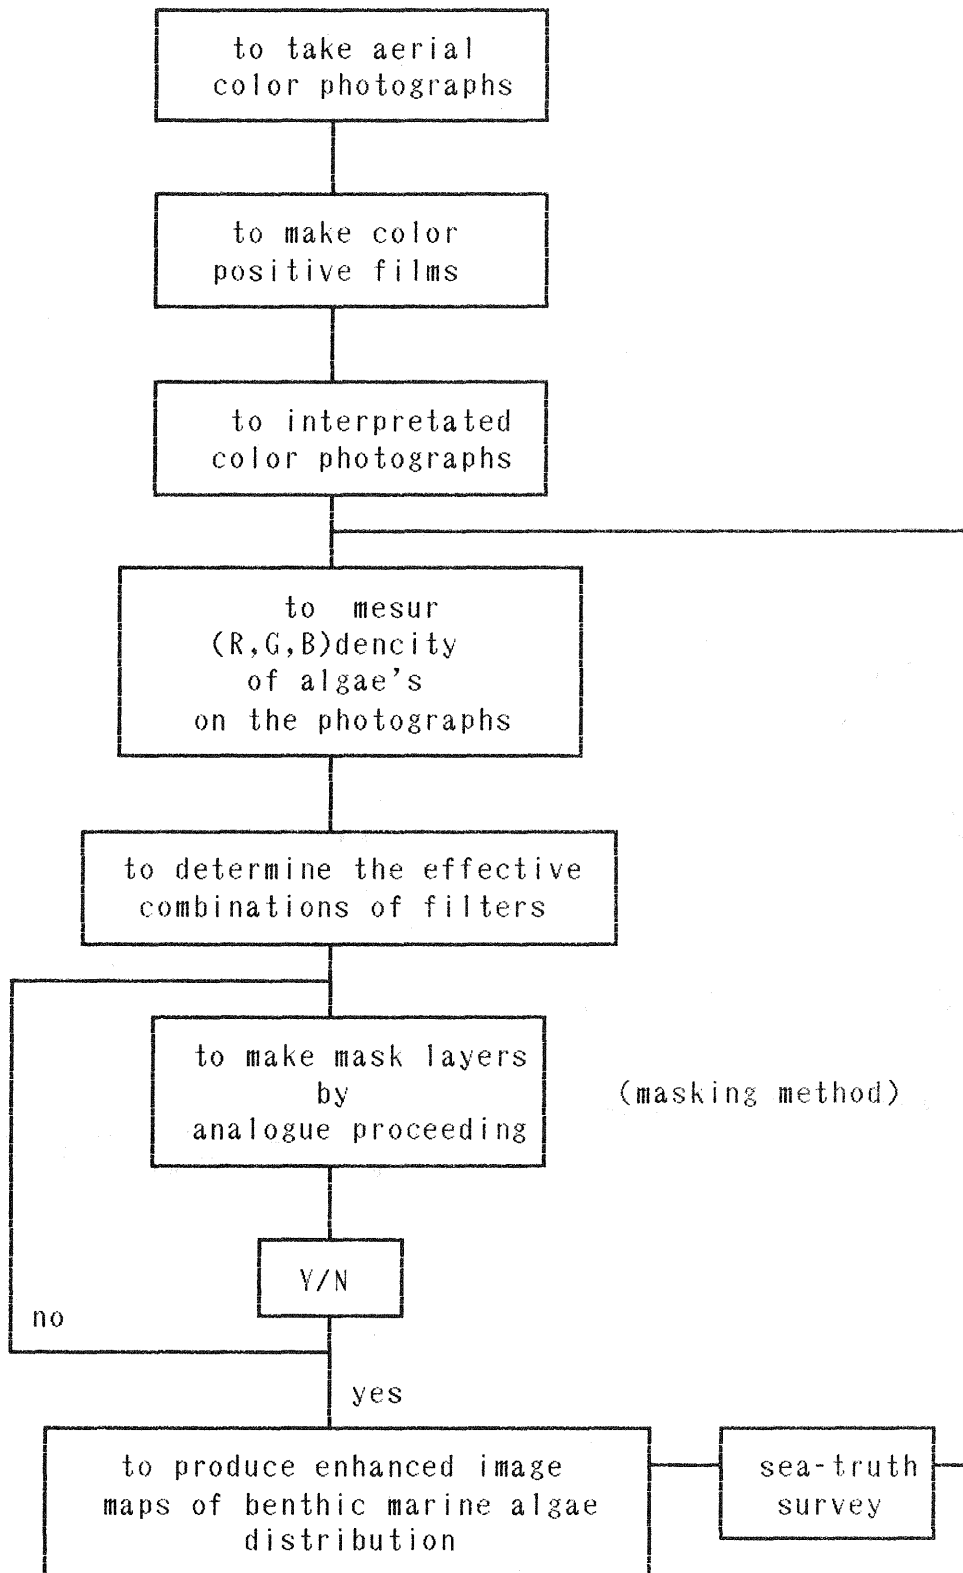 to take aerial
color photographs
to make color
positive films
to interpretated
color photographs
to mesur
(R,G,B)dencity
of algae's
on the photographs
to determine the effective
combinations of filters
to make mask layers
by
analogue proceeding
(masking method)
Y/N
no
yes
to produce enhanced image
maps of benthic marine algae
distribution
sea-truth
survey